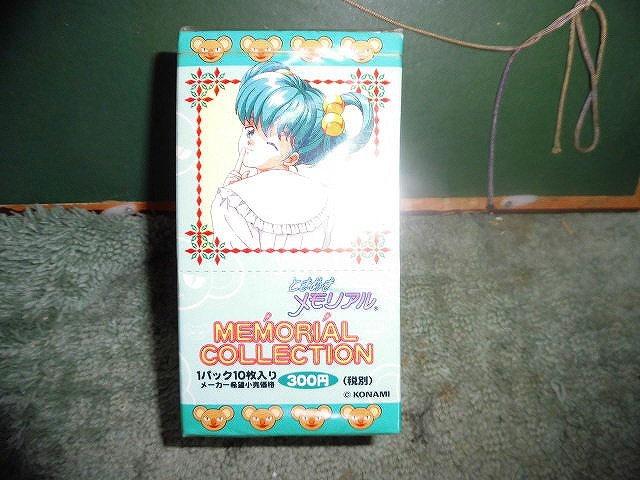 ときめき
メモリアル®
MEMORIAL
COLLECTION
1パック10枚入り
メーカー希望小売価格 300円 (税別)
© KONAMI